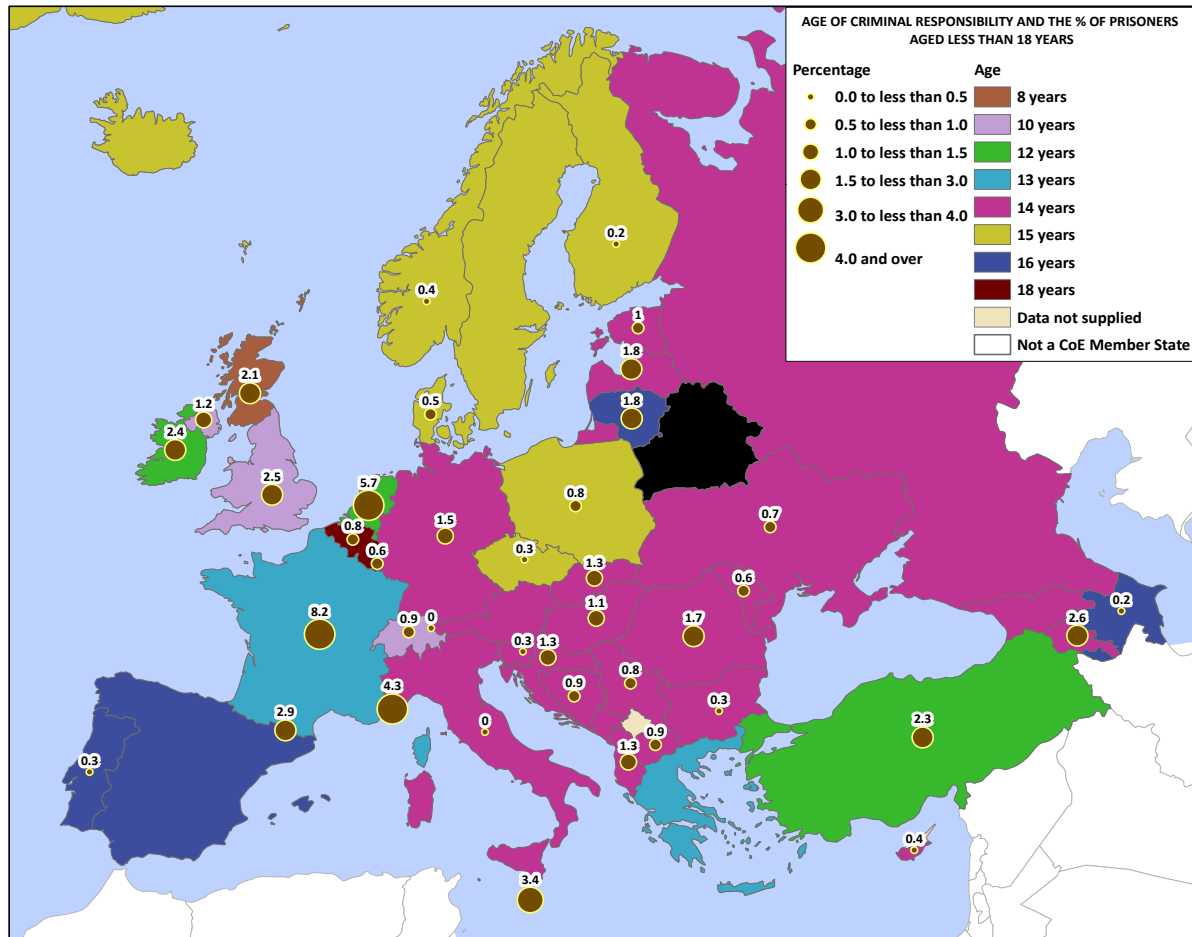 AGE OF CRIMINAL RESPONSIBILITY AND THE % OF PRISONERS
AGED LESS THAN 18 YEARS
Percentage
0.0 to less than 0.5
0.5 to less than 1.0
1.0 to less than 1.5
1.5 to less than 3.0
3.0 to less than 4.0
4.0 and over
Age
8 years
10 years
12 years
13 years
14 years
15 years
16 years
18 years
Data not supplied
Not a CoE Member State
0.2
0.4
1
1.8
2.1
1.2
0.5
1.8
2.4
2.5
5.7
0.8
0.8
1.5
0.7
0.6
0.3
1.3
0.6
0.2
1.1
8.2
0.9
0
1.7
2.6
0.3
1.3
0.8
0.9
4.3
0.3
2.9
0
0.9
1.3
2.3
0.3
0.4
3.4